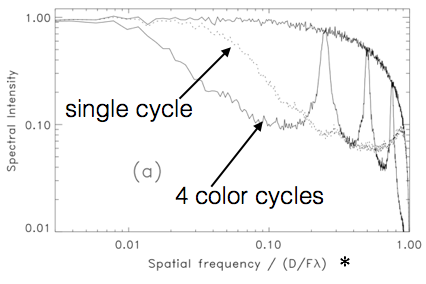 1.00
single cycle
0.10
(a)
4 color cycles
0.01
Spectral Intensity
0.01 0.10 1.00
Spatial frequency / (D/Fλ) *